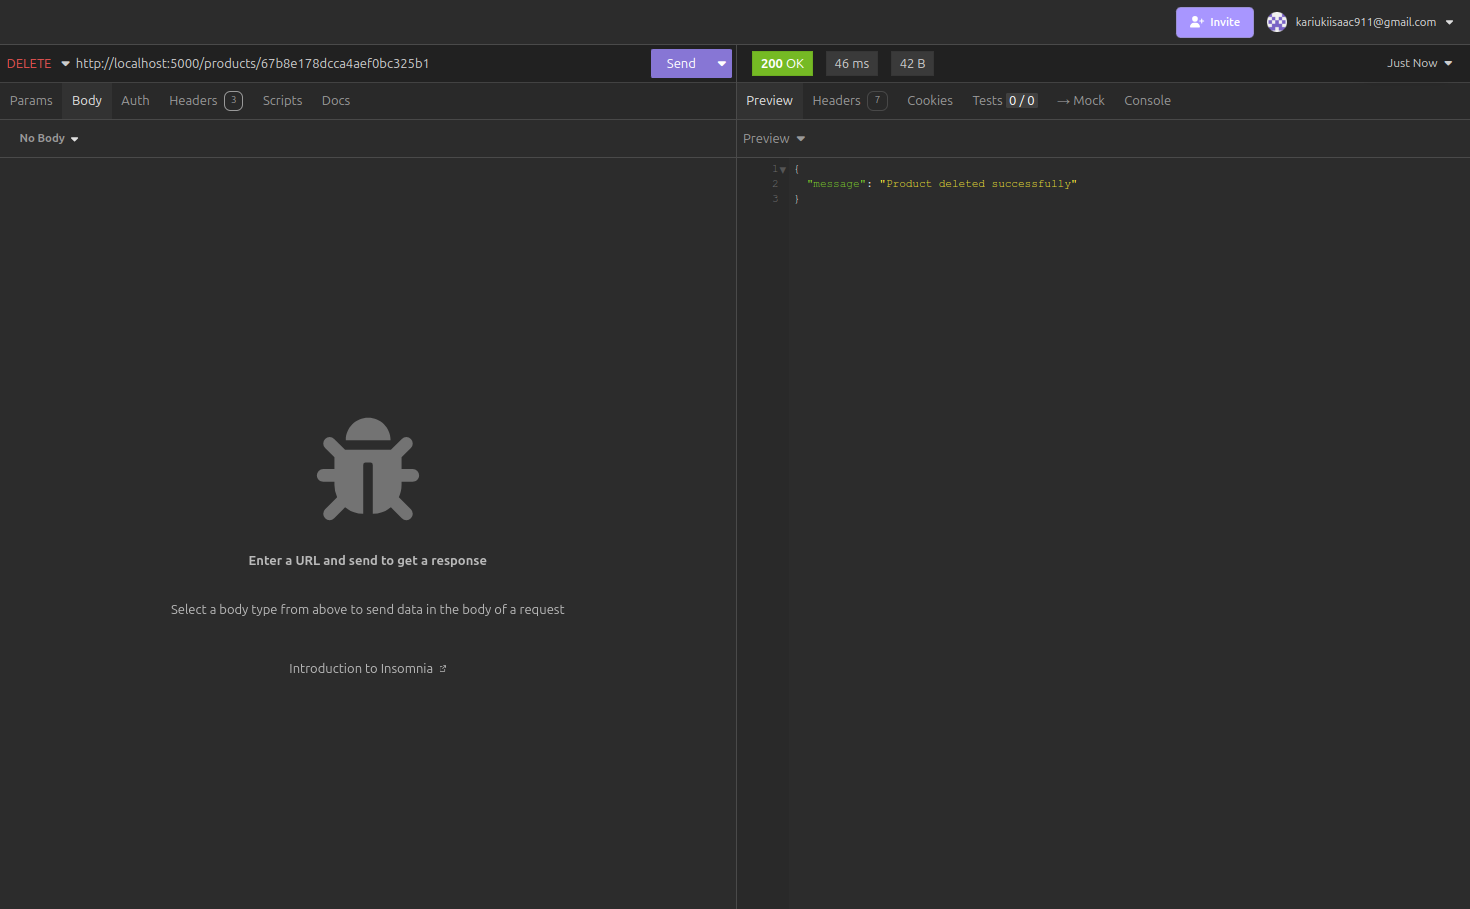 Invite kariukiisaac911@gmail.com
DELETE http://localhost:5000/products/67b8e178dcca4aef0bc325b1 Send
200 OK 46 ms 42 B Just Now
Params Body Auth Headers 3 Scripts Docs
Preview Headers 7 Cookies Tests 0 / 0 → Mock Console
No Body
Preview
1 {
2 "message": "Product deleted successfully"
3 }
Enter a URL and send to get a response
Select a body type from above to send data in the body of a request
Introduction to Insomnia